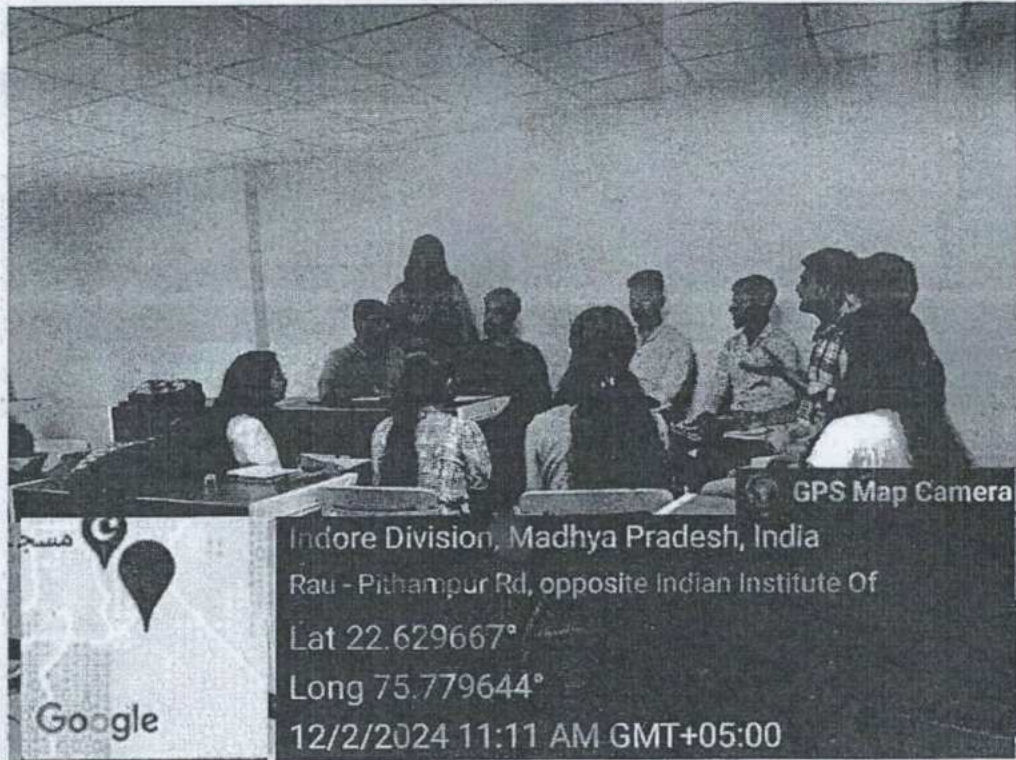 GPS Map Camera
مسجد
Indore Division, Madhya Pradesh, India
Rau - Pithampur Rd, opposite Indian Institute Of
Lat 22.629667°
Long 75.779644°
Google
12/2/2024 11:11 AM GMT+05:00